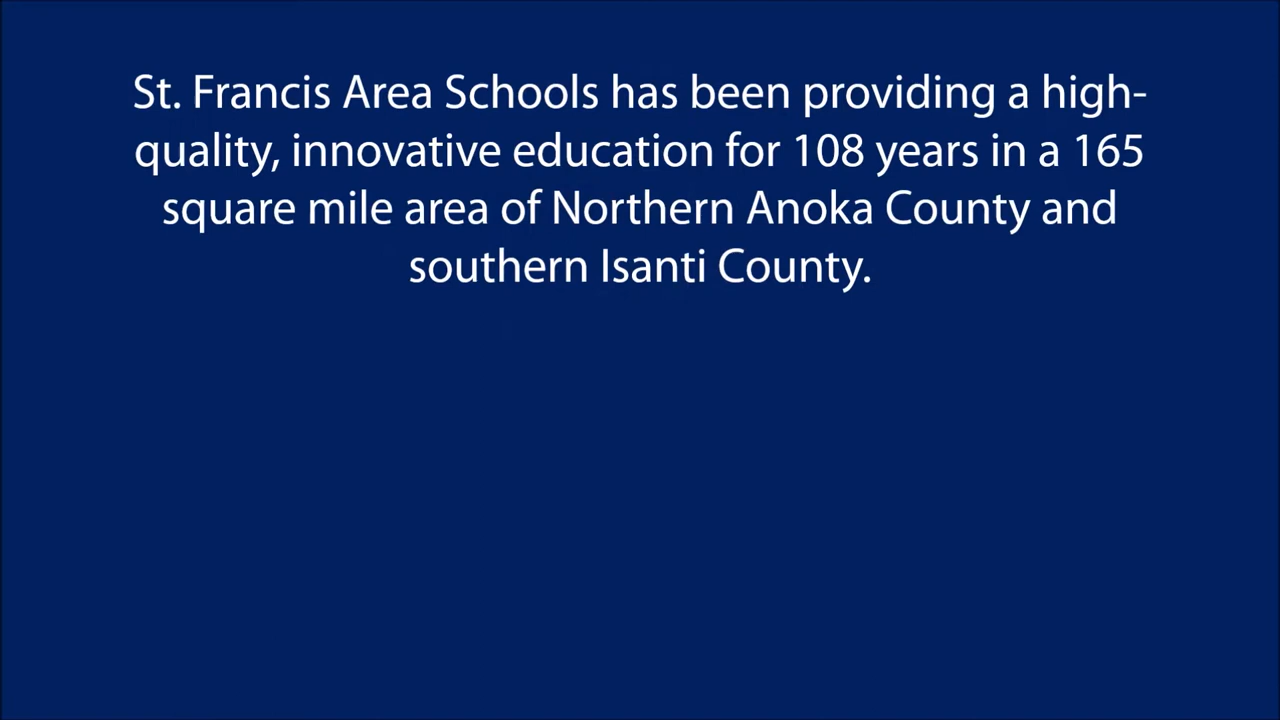 St. Francis Area Schools has been providing a high-
quality, innovative education for 108 years in a 165
square mile area of Northern Anoka County and
southern Isanti County.